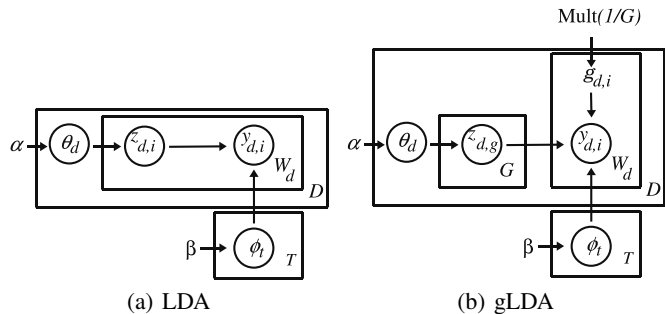 Mult(1/G)
α
θ_d
z_{d,i}
y_{d,i}
W_d
D
β
ϕ_t
T
(a) LDA
α
θ_d
z_{d,g}
G
g_{d,i}
y_{d,i}
W_d
D
β
ϕ_t
T
(b) gLDA